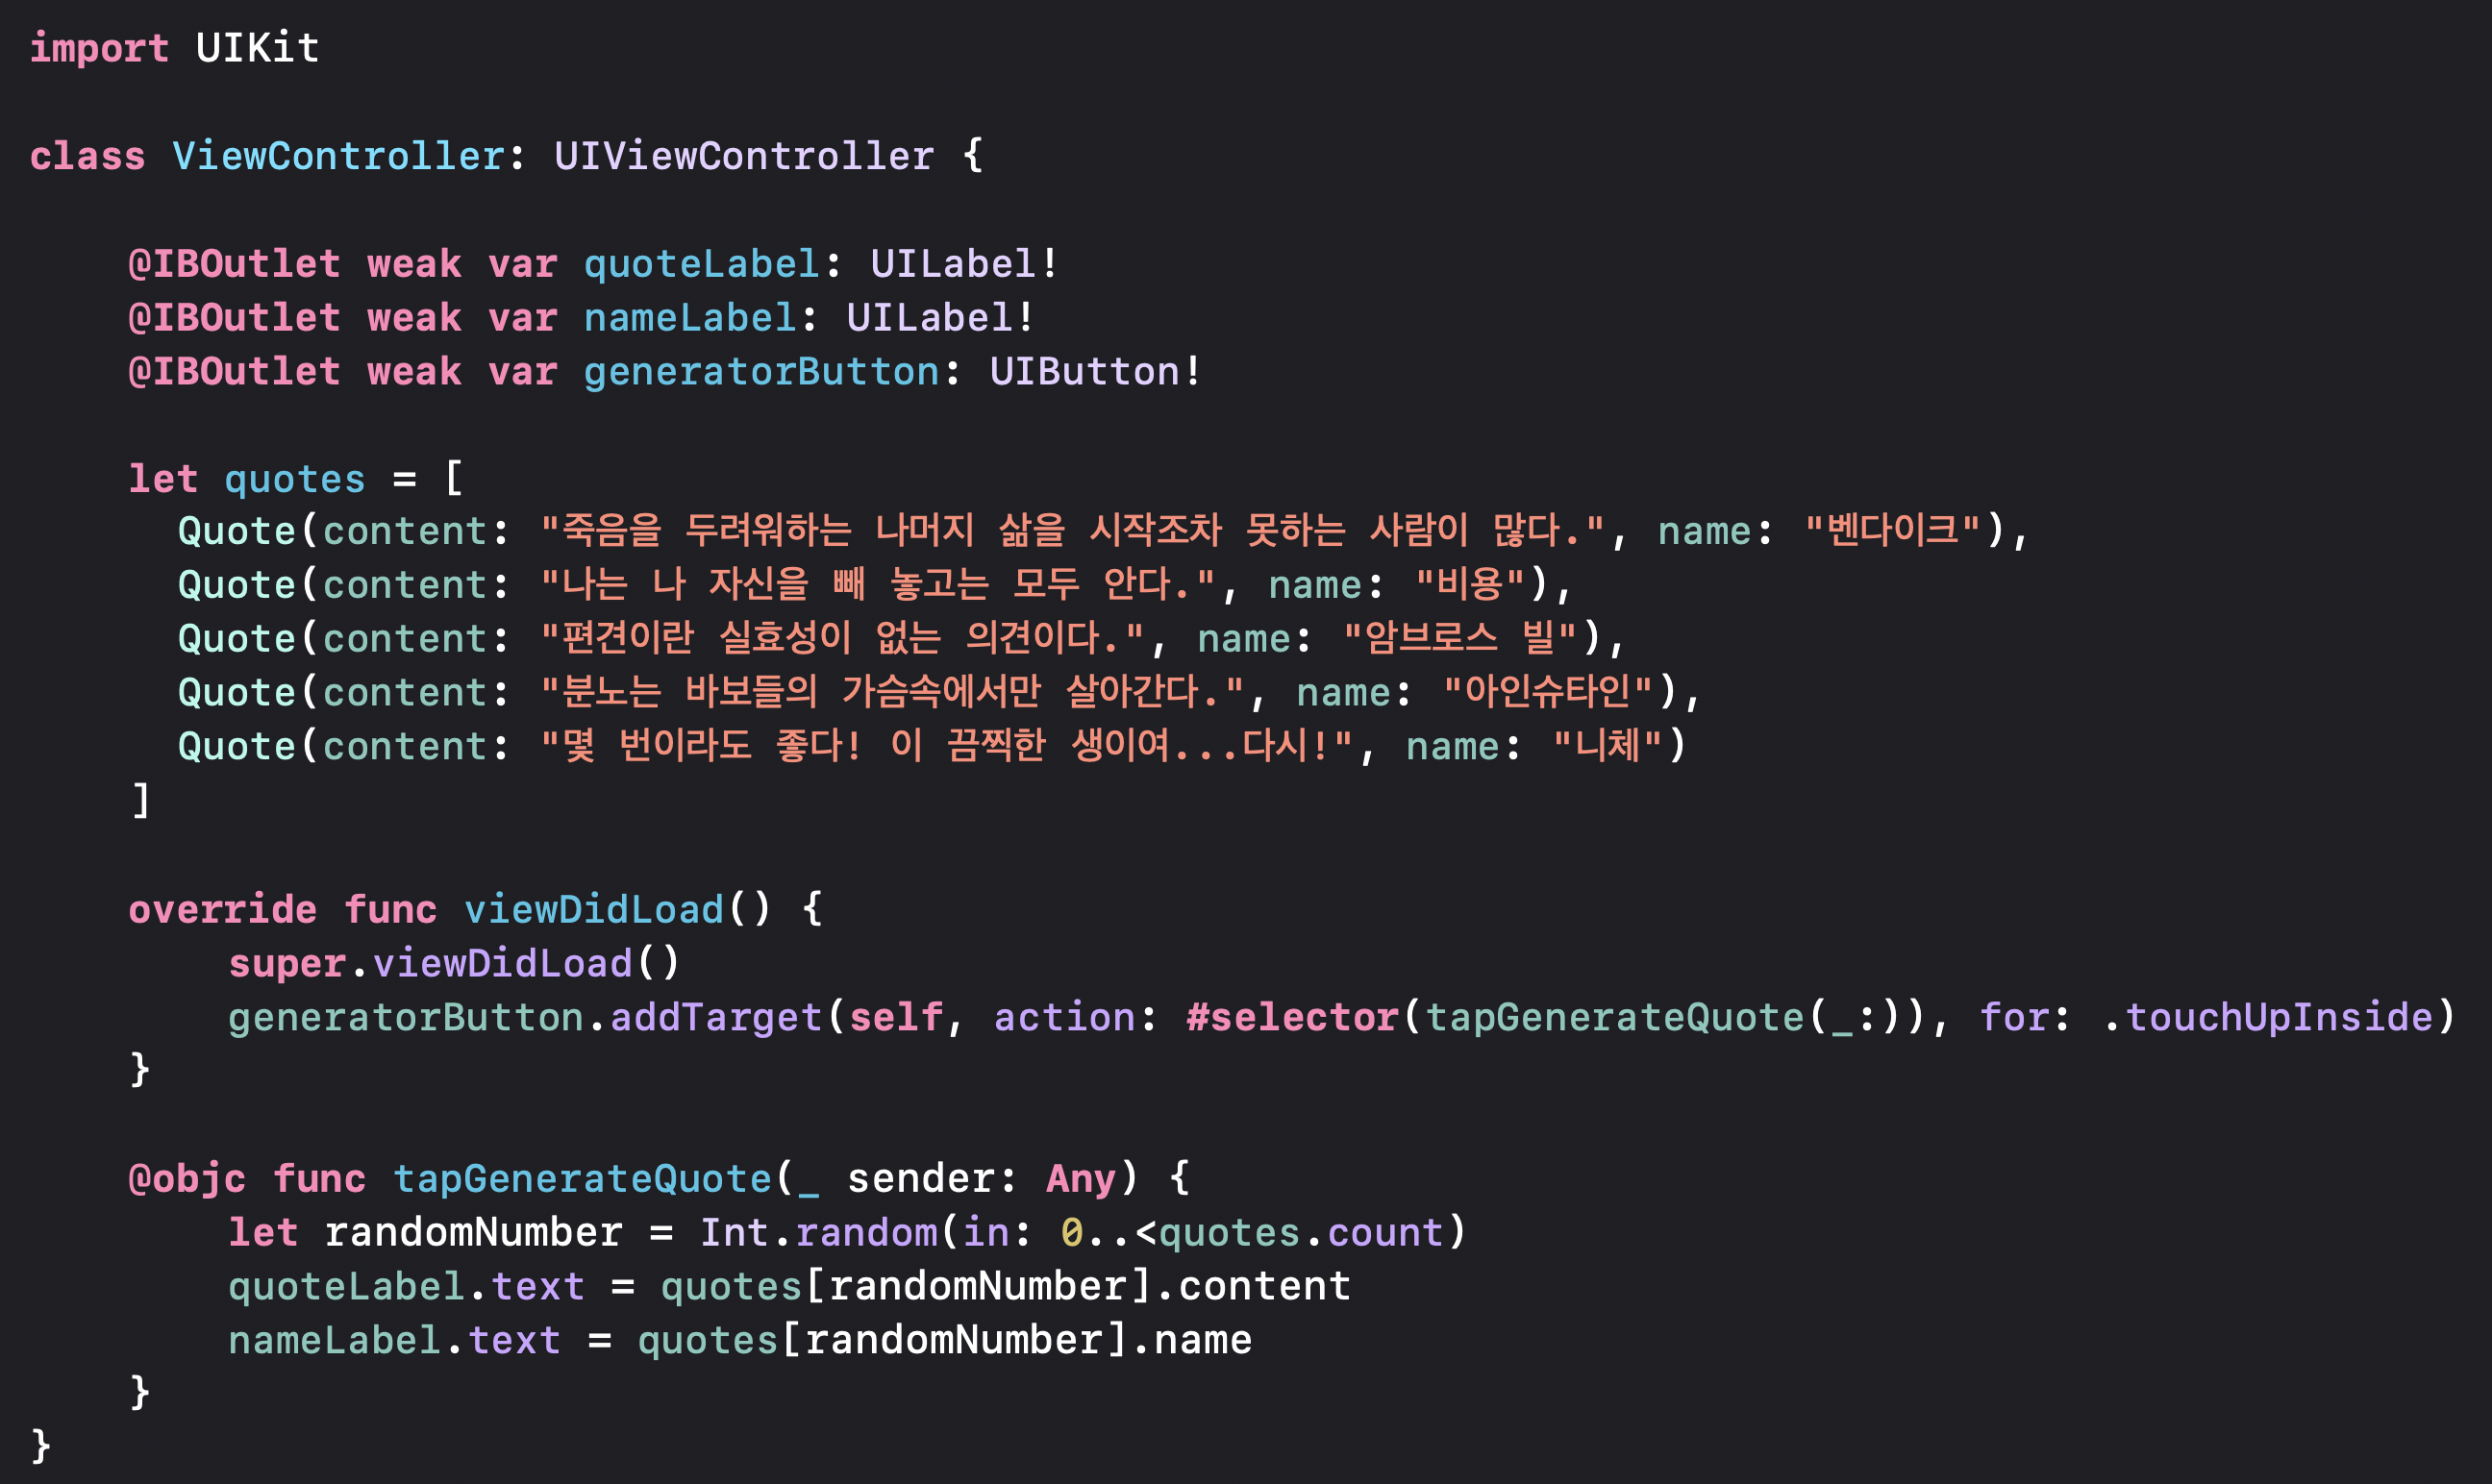 import UIKit
class ViewController: UIViewController {
@IBOutlet weak var quoteLabel: UILabel!
@IBOutlet weak var nameLabel: UILabel!
@IBOutlet weak var generatorButton: UIButton!
let quotes = [
Quote(content: "죽음을 두려워하는 나머지 삶을 시작조차 못하는 사람이 많다.", name: "벤다이크"),
Quote(content: "나는 나 자신을 빼 놓고는 모두 안다.", name: "비용"),
Quote(content: "편견이란 실효성이 없는 의견이다.", name: "암브로스 빌"),
Quote(content: "분노는 바보들의 가슴속에서만 살아간다.", name: "아인슈타인"),
Quote(content: "몇 번이라도 좋다! 이 끔찍한 생이여...다시!", name: "니체")
]
override func viewDidLoad() {
super.viewDidLoad()
generatorButton.addTarget(self, action: #selector(tapGenerateQuote(_:)), for: .touchUpInside)
}
@objc func tapGenerateQuote(_ sender: Any) {
let randomNumber = Int.random(in: 0..<quotes.count)
quoteLabel.text = quotes[randomNumber].content
nameLabel.text = quotes[randomNumber].name
}
}